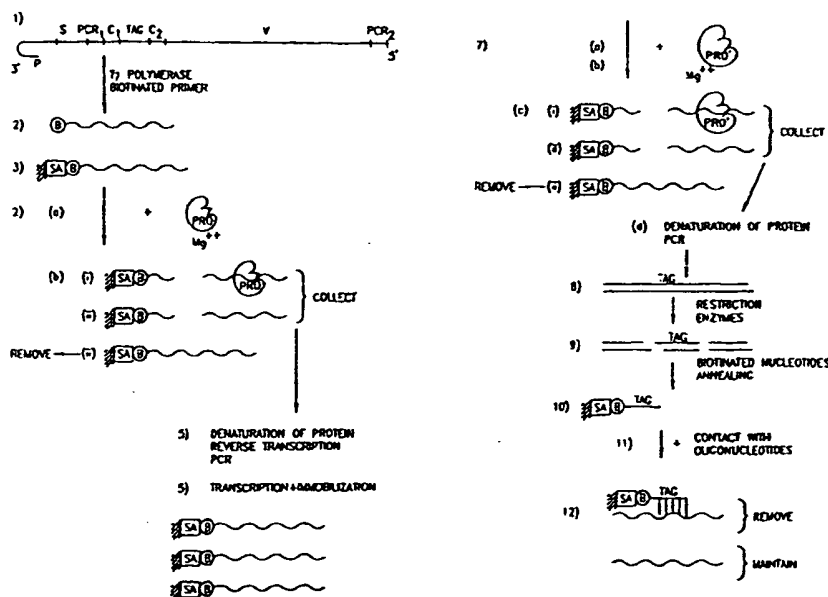 1)
S PCR1 C1 TAG C2 V PCR2
3' P 5'
T7 POLYMERASE
BIOTINATED PRIMER
2) B
3) SA B
2) (a) + PRO
Mg++
(b) (i) SA B PRO
(ii) SA B
COLLECT
REMOVE (ii) SA B
5) DENATURATION OF PROTEIN
REVERSE TRANSCRIPTION
PCR
5) TRANSCRIPTION+IMMOBILIZATION
SA B
SA B
SA B
7) (a) + PRO'
(b) Mg++
(c) (i) SA B PRO'
(ii) SA B
COLLECT
REMOVE (ii) SA B
(d) DENATURATION OF PROTEIN
PCR
8) TAG
RESTRICTION
ENZYMES
9) TAG
BIOTINATED NUCLEOTIDES
ANNEALING
10) SA B TAG
11) + CONTACT WITH
OLIGONUCLEOTIDES
12) SA B TAG
REMOVE
MAINTAIN